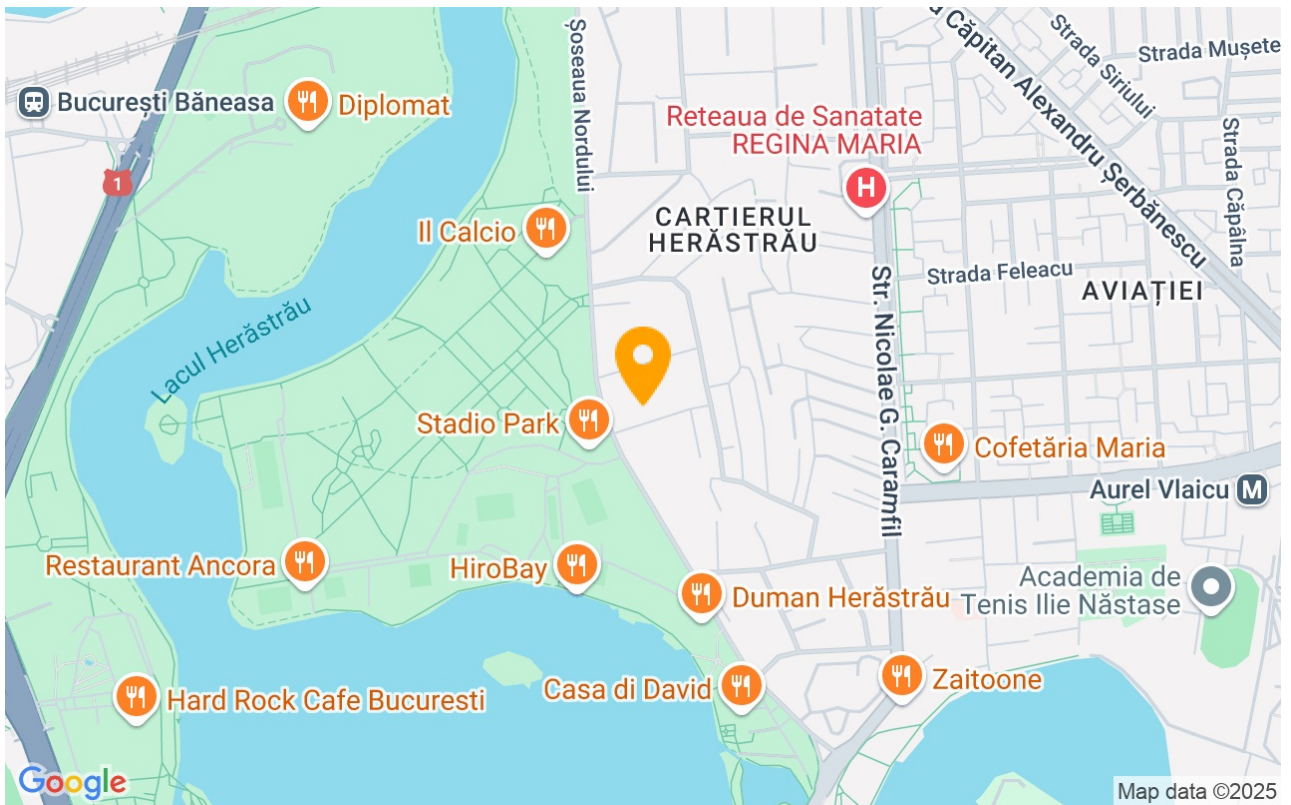 Șoseaua Nordului
Căpitan Alexandru Șerbănescu
Strada Siriului
Strada Mușete
București Băneasa
Diplomat
Reteaua de Sanatate
REGINA MARIA
H
Strada Căpâlna
1
Il Calcio
CARTIERUL
HERĂSTRĂU
Strada Feleacu
AVIAȚIEI
Lacul Herăstrău
Str. Nicolae G. Caramfil
Stadio Park
Cofetăria Maria
Aurel Vlaicu M
Restaurant Ancora
HiroBay
Duman Herăstrău
Academia de
Tenis Ilie Năstase
Hard Rock Cafe Bucuresti
Casa di David
Zaitoone
Google
Map data ©2025